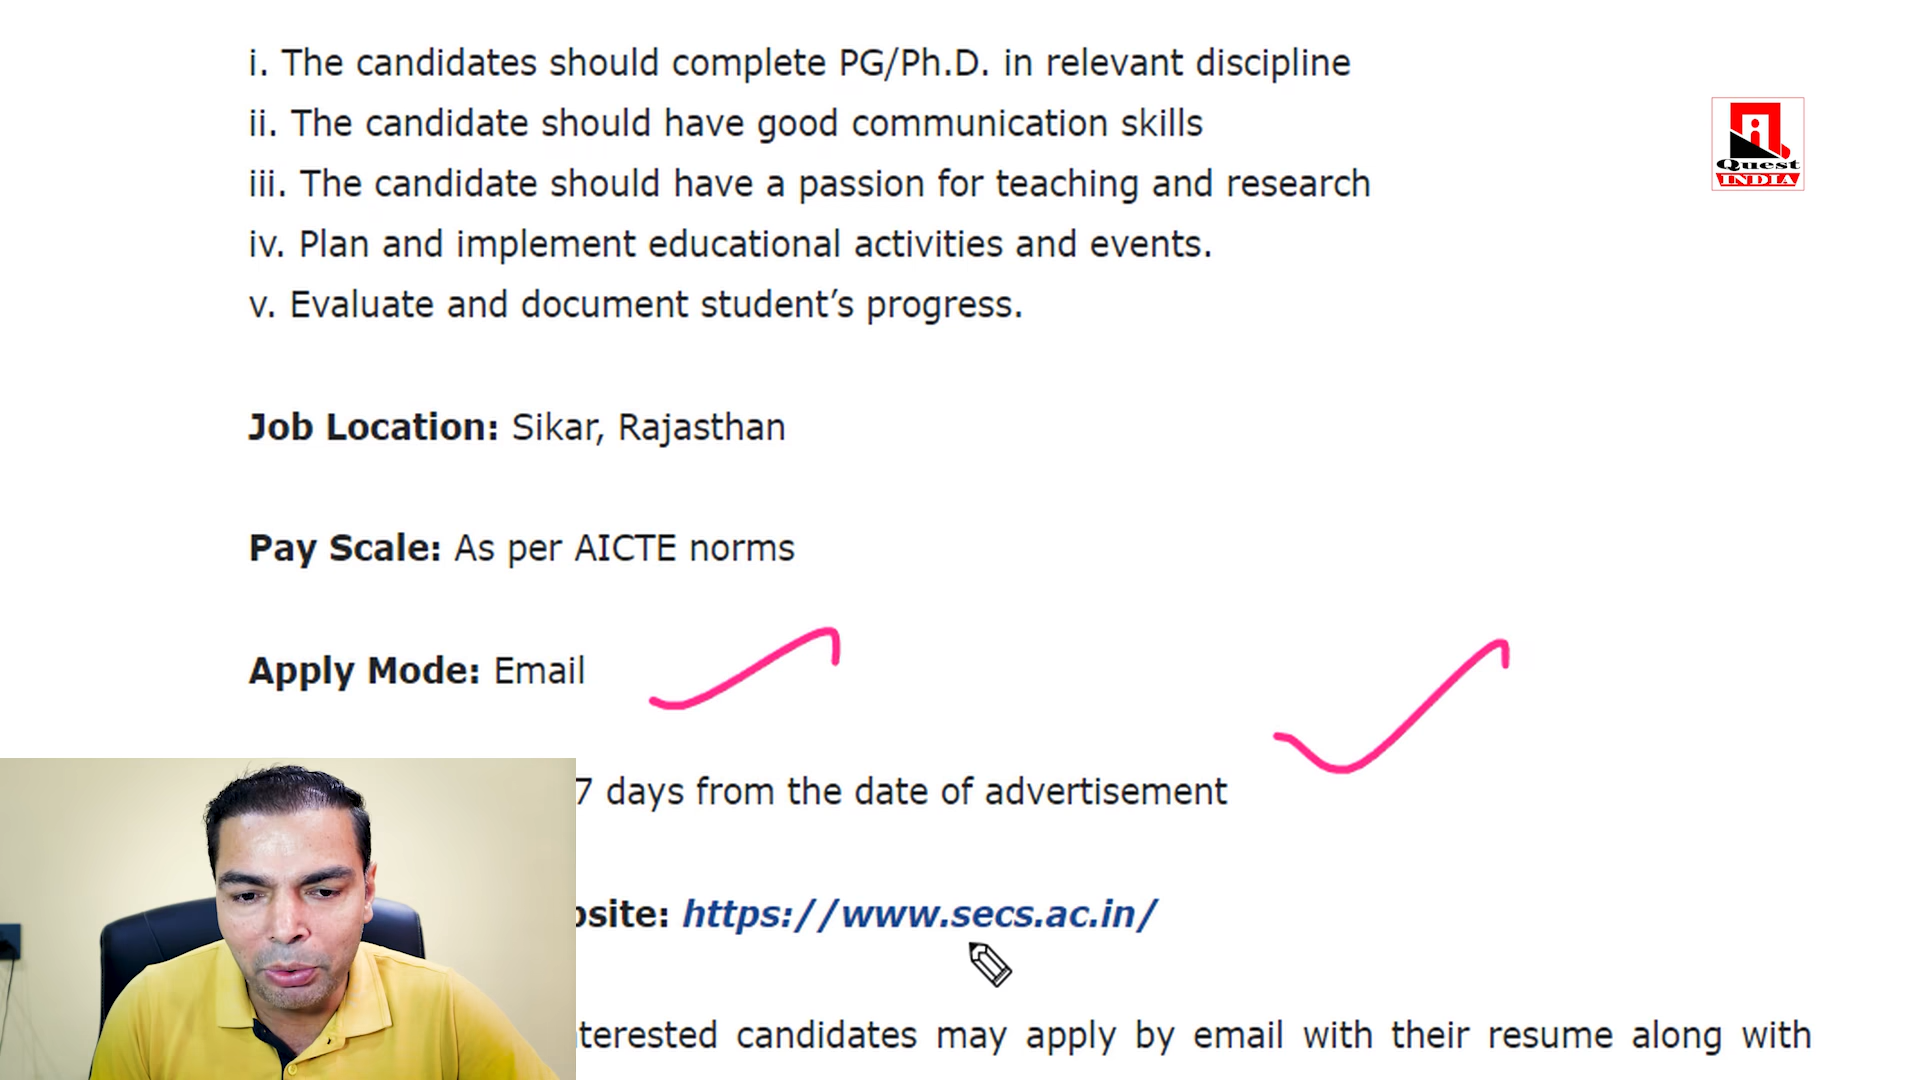 i. The candidates should complete PG/Ph.D. in relevant discipline
ii. The candidate should have good communication skills
iii. The candidate should have a passion for teaching and research
iv. Plan and implement educational activities and events.
v. Evaluate and document student’s progress.
Quest
INDIA
Job Location: Sikar, Rajasthan
Pay Scale: As per AICTE norms
Apply Mode: Email
7 days from the date of advertisement
bsite: https://www.secs.ac.in/
nterested candidates may apply by email with their resume along with